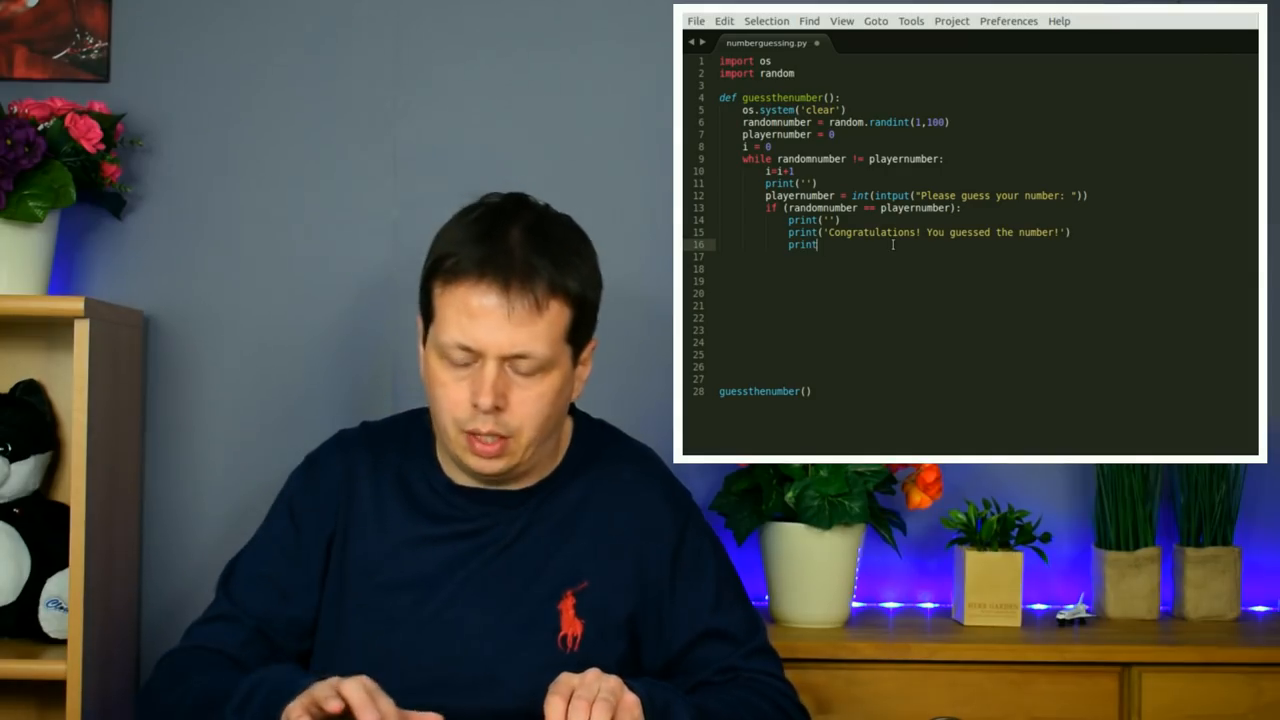 File Edit Selection Find View Goto Tools Project Preferences Help
numberguessing.py
1 import os
2 import random
3
4 def guessthenumber():
5 os.system('clear')
6 randomnumber = random.randint(1,100)
7 playernumber = 0
8 i = 0
9 while randomnumber != playernumber:
10 i=i+1
11 print('')
12 playernumber = int(intput("Please guess your number: "))
13 if (randomnumber == playernumber):
14 print('')
15 print('Congratulations! You guessed the number!')
16 print
17
18
19
20
21
22
23
24
25
26
27
28 guessthenumber()
HERB GARDEN